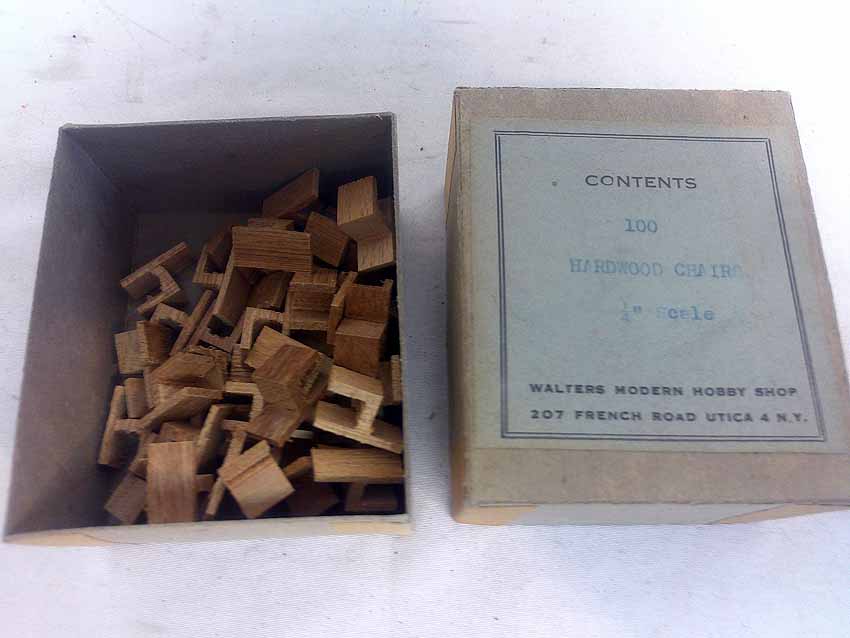 CONTENTS
100
HARDWOOD CHAIRS
¼" Scale
WALTERS MODERN HOBBY SHOP
207 FRENCH ROAD UTICA 4 N.Y.